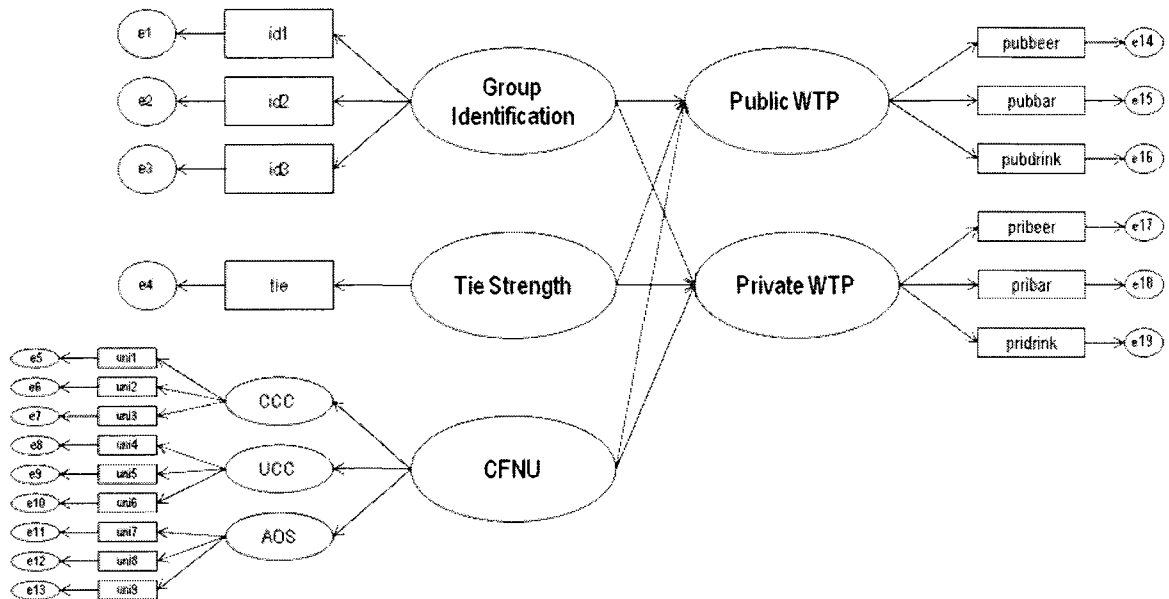 e1
id1
e2
id2
e3
id3
Group
Identification
Public WTP
pubbeer
e14
pubbar
e15
pubdrink
e16
e4
tie
Tie Strength
Private WTP
pribeer
e17
pribar
e18
pridrink
e19
e5
uni1
e6
uni2
e7
uni3
CCC
e8
uni4
e9
uni5
e10
uni6
UCC
CFNU
e11
uni7
e12
uni8
e13
uni9
AOS